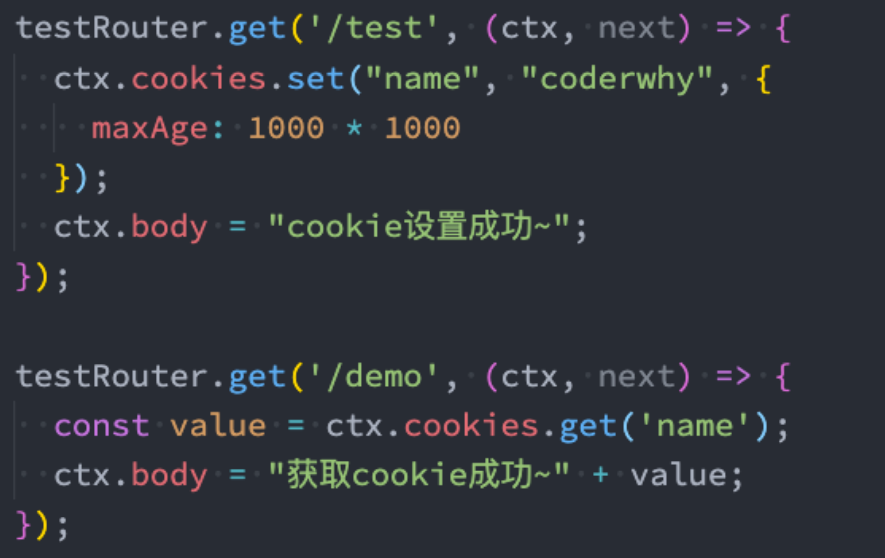 testRouter.get('/test', (ctx, next) => {
  ctx.cookies.set("name", "coderwhy", {
    maxAge: 1000 * 1000
  });
  ctx.body = "cookie设置成功~";
});

testRouter.get('/demo', (ctx, next) => {
  const value = ctx.cookies.get('name');
  ctx.body = "获取cookie成功~" + value;
});